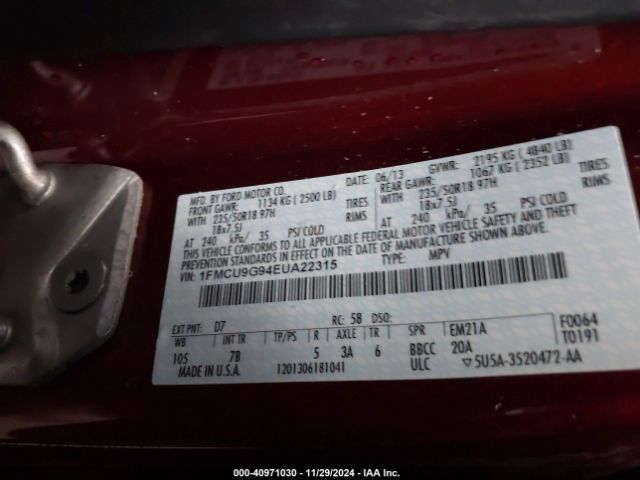 MFD. BY FORD MOTOR CO.
DATE: 06/13 GVWR: 2195 KG ( 4840 LB)
FRONT GAWR: 1134 KG ( 2500 LB) REAR GAWR: 1067 KG ( 2352 LB)
WITH 235/50R18 97H TIRES WITH 235/50R18 97H TIRES
18x7.5J RIMS 18x7.5J RIMS
AT 240 kPa/ 35 PSI COLD AT 240 kPa/ 35 PSI COLD
THIS VEHICLE CONFORMS TO ALL APPLICABLE FEDERAL MOTOR VEHICLE SAFETY AND THEFT
PREVENTION STANDARDS IN EFFECT ON THE DATE OF MANUFACTURE SHOWN ABOVE.
VIN: 1FMCU9G94EUA22315 TYPE: MPV
EXT PNT: D7 RC: 58 DSO: F0064
WB INT TR TP/PS R AXLE TR SPR EM21A T0191
105 7B 5 3A 6 BBCC 20A
MADE IN U.S.A. 1201306181041 ULC ▽5U5A-3520472-AA
000-40971030 - 11/29/2024 - IAA Inc.